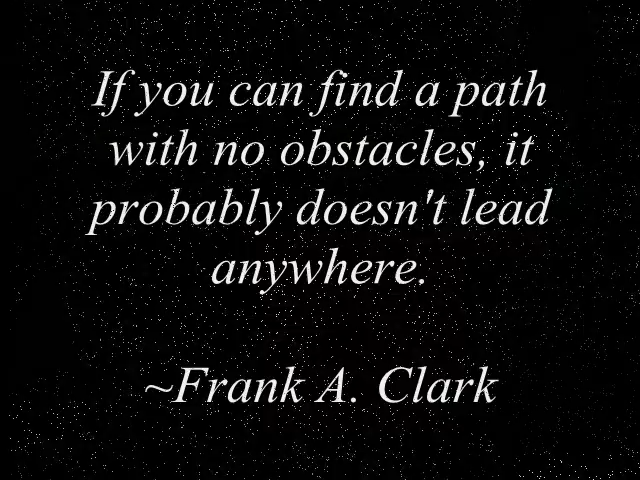 If you can find a path
with no obstacles, it
probably doesn't lead
anywhere.
~Frank A. Clark